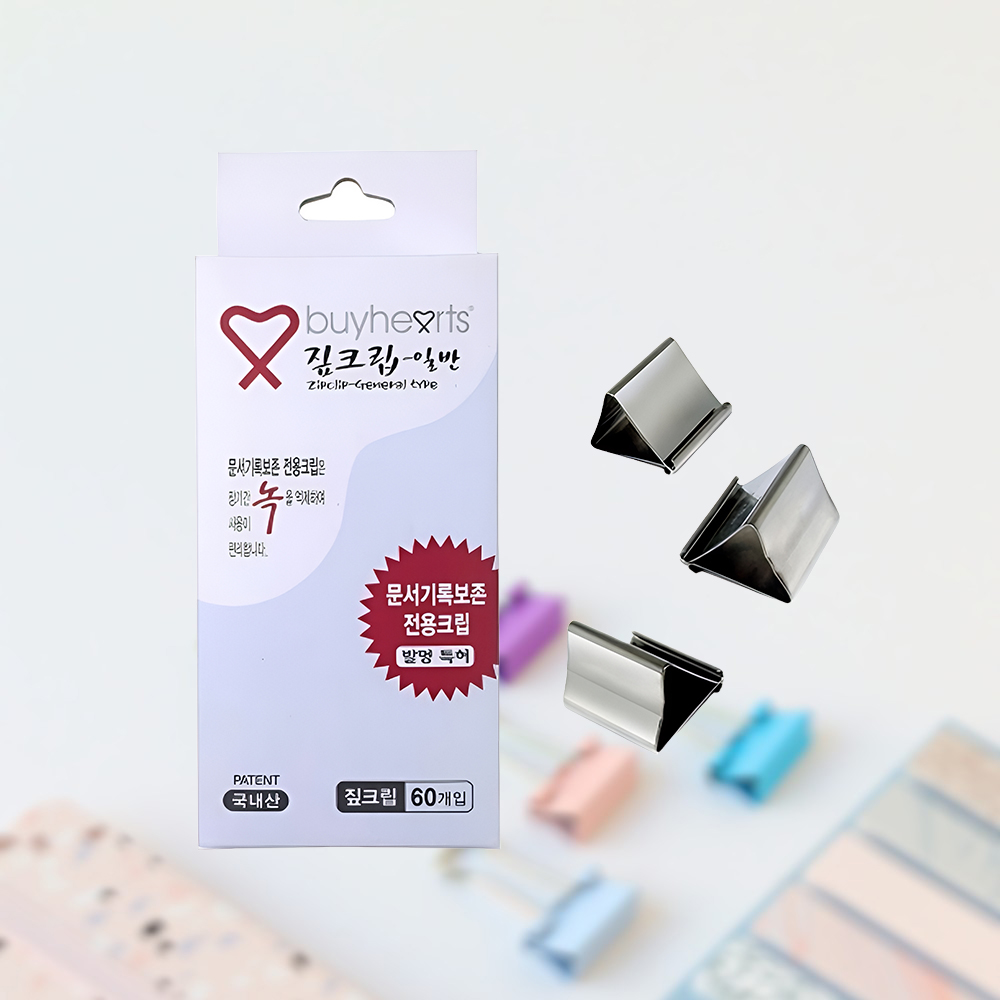 buyhearts®
짚크립-일반
ZIPCLIP-General type
문서기록보존 전용크립은
장기간 녹을 억제하여
사용이
편리합니다.
문서기록보존
전용크립
발명 특허
PATENT
국내산
짚크립 60개입